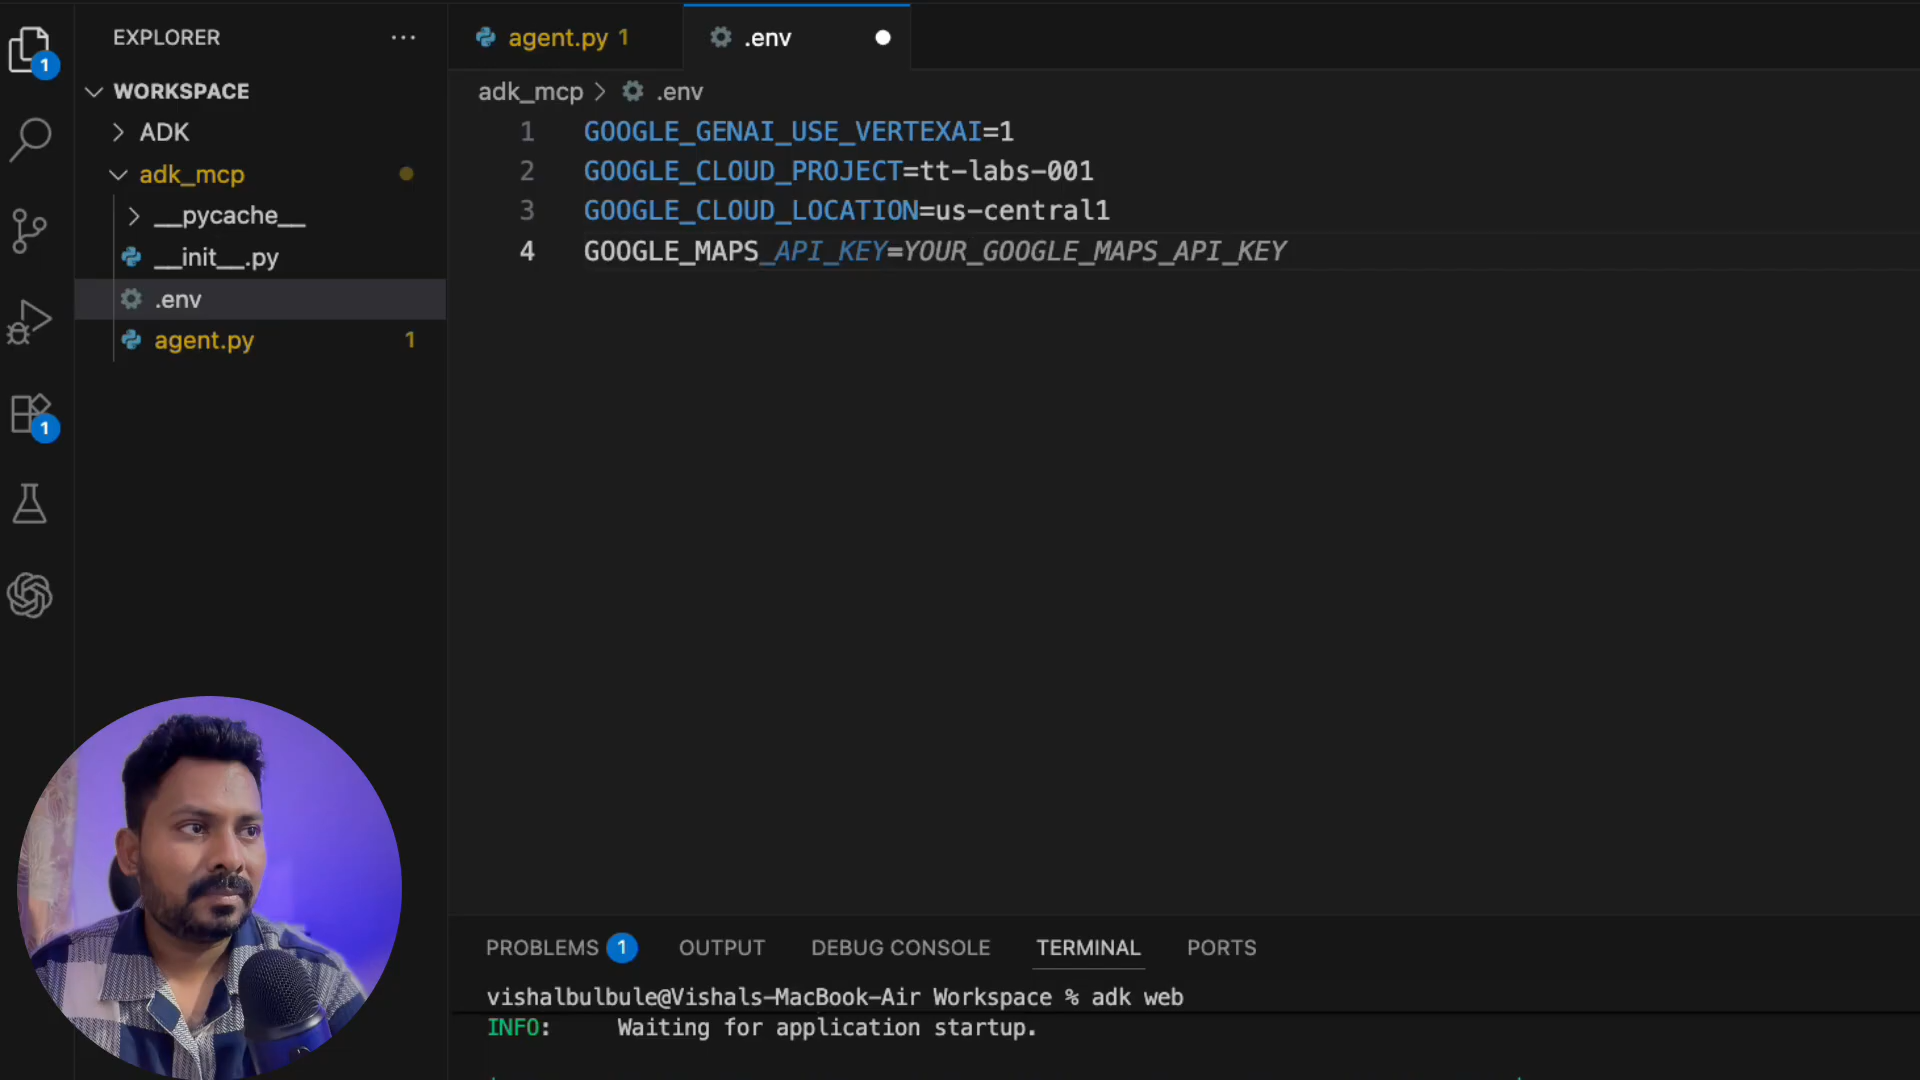 EXPLORER
WORKSPACE
ADK
adk_mcp
__pycache__
__init__.py
.env
agent.py 1
1
1
agent.py 1
.env
adk_mcp > .env
1 GOOGLE_GENAI_USE_VERTEXAI=1
2 GOOGLE_CLOUD_PROJECT=tt-labs-001
3 GOOGLE_CLOUD_LOCATION=us-central1
4 GOOGLE_MAPS_API_KEY=YOUR_GOOGLE_MAPS_API_KEY
PROBLEMS 1 OUTPUT DEBUG CONSOLE TERMINAL PORTS
vishalbulbule@Vishals-MacBook-Air Workspace % adk web
INFO: Waiting for application startup.